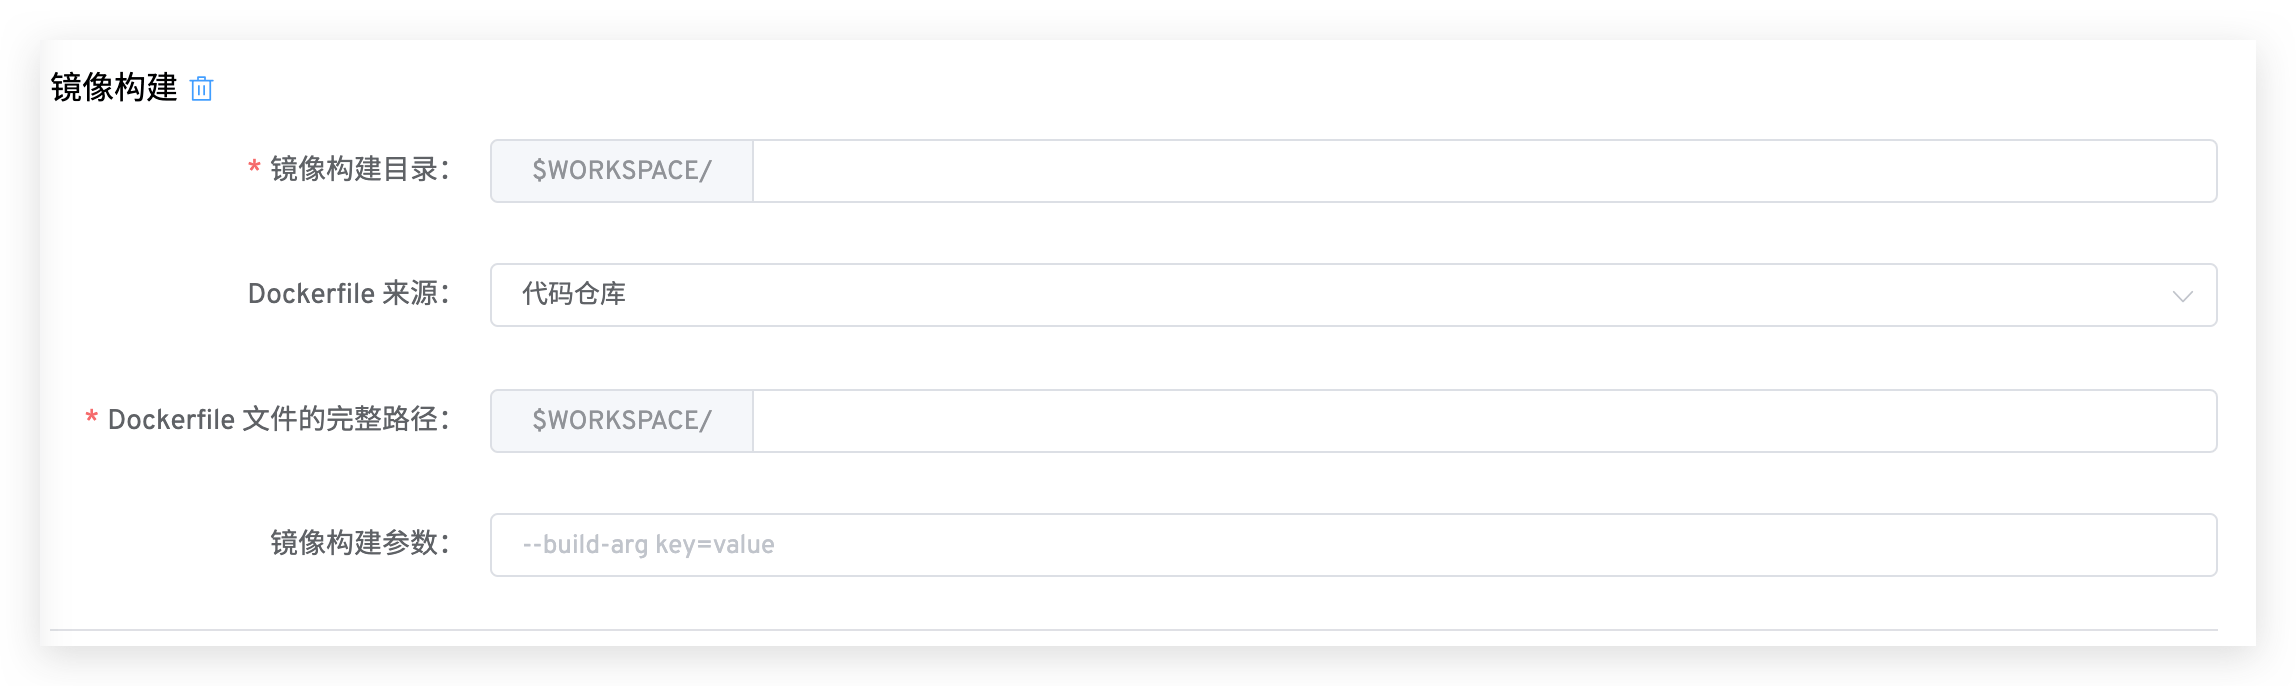 镜像构建
* 镜像构建目录： $WORKSPACE/
Dockerfile 来源： 代码仓库
* Dockerfile 文件的完整路径： $WORKSPACE/
镜像构建参数： --build-arg key=value